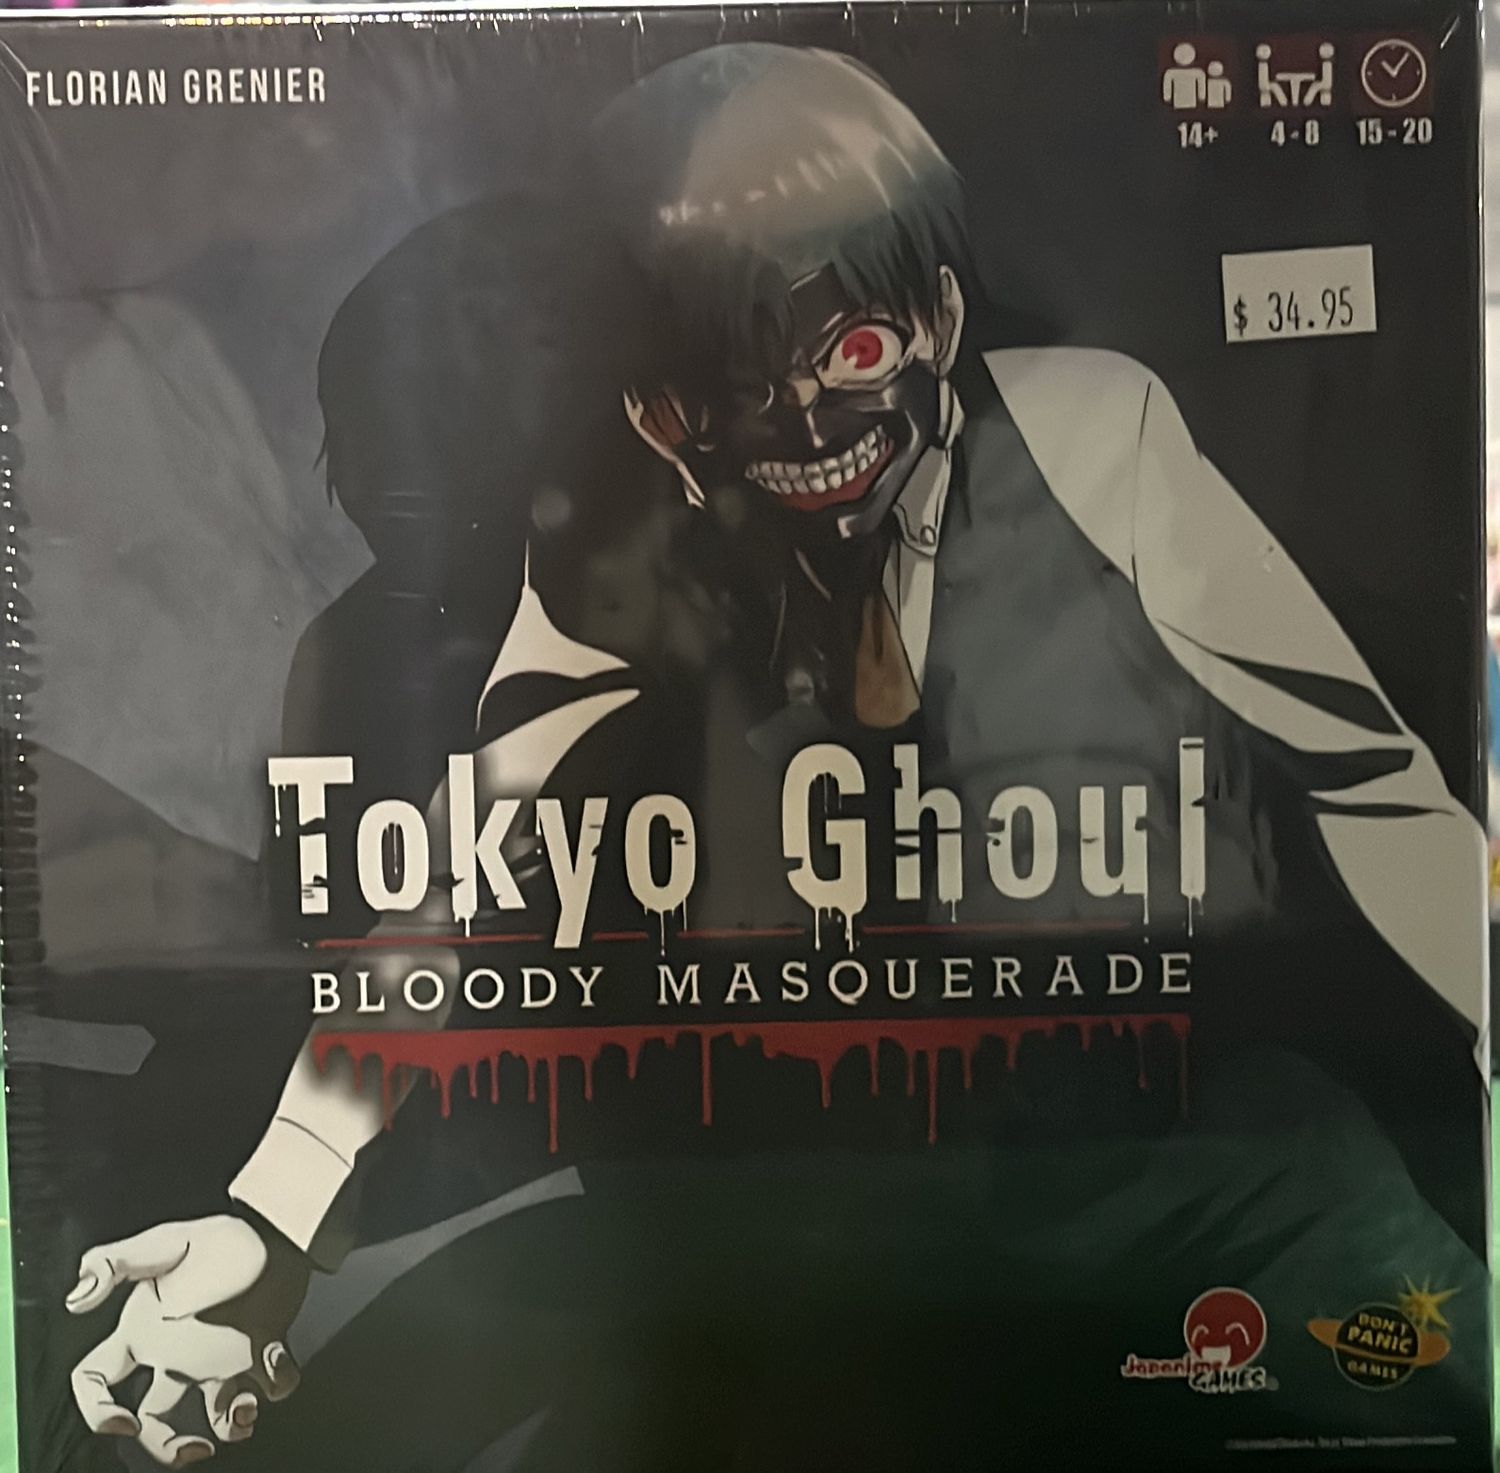 FLORIAN GRENIER
14+
4-8
15-20
$ 34.95
Tokyo Ghoul
BLOODY MASQUERADE
Japanime
GAMES
DON'T
PANIC
GAMES